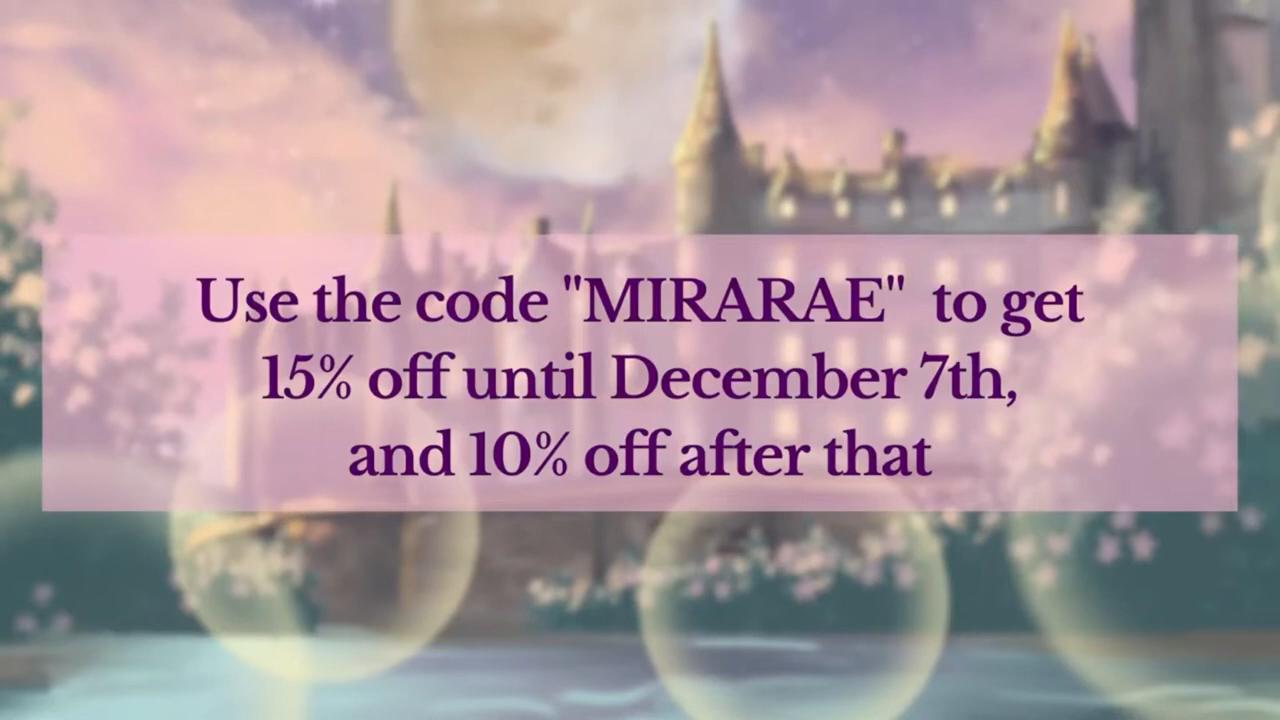 Use the code "MIRARAE"  to get
15% off until December 7th,
and 10% off after that